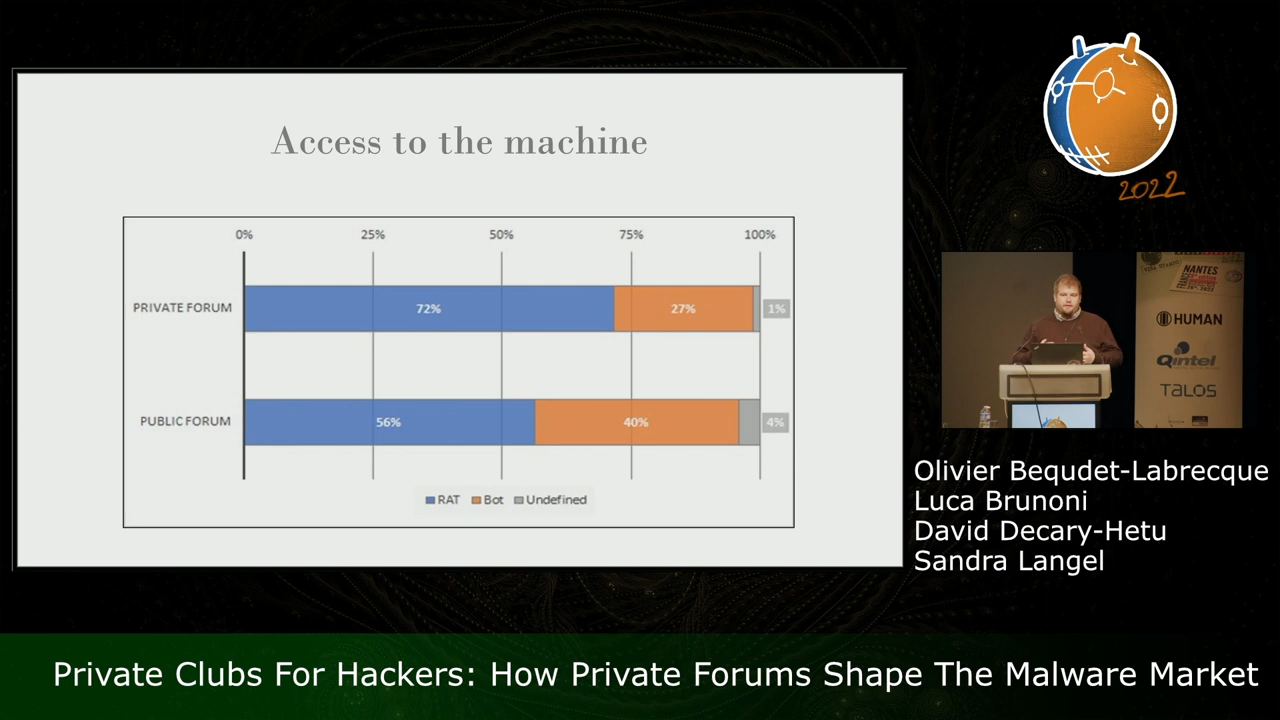 2022
Access to the machine
0% 25% 50% 75% 100%
PRIVATE FORUM 72% 27% 1%
PUBLIC FORUM 56% 40% 4%
RAT Bot Undefined
NANTES
HUMAN
Qintel
TALOS
Olivier Bequdet-Labrecque
Luca Brunoni
David Decary-Hetu
Sandra Langel
Private Clubs For Hackers: How Private Forums Shape The Malware Market